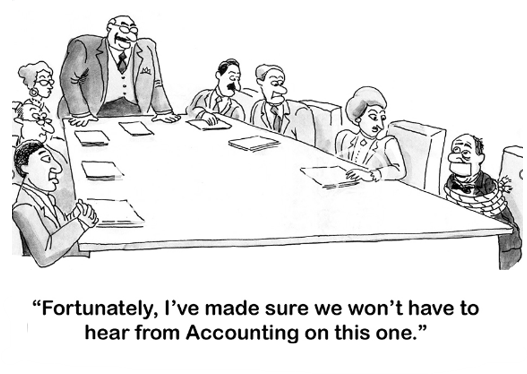 “Fortunately, I’ve made sure we won’t have to
hear from Accounting on this one.”